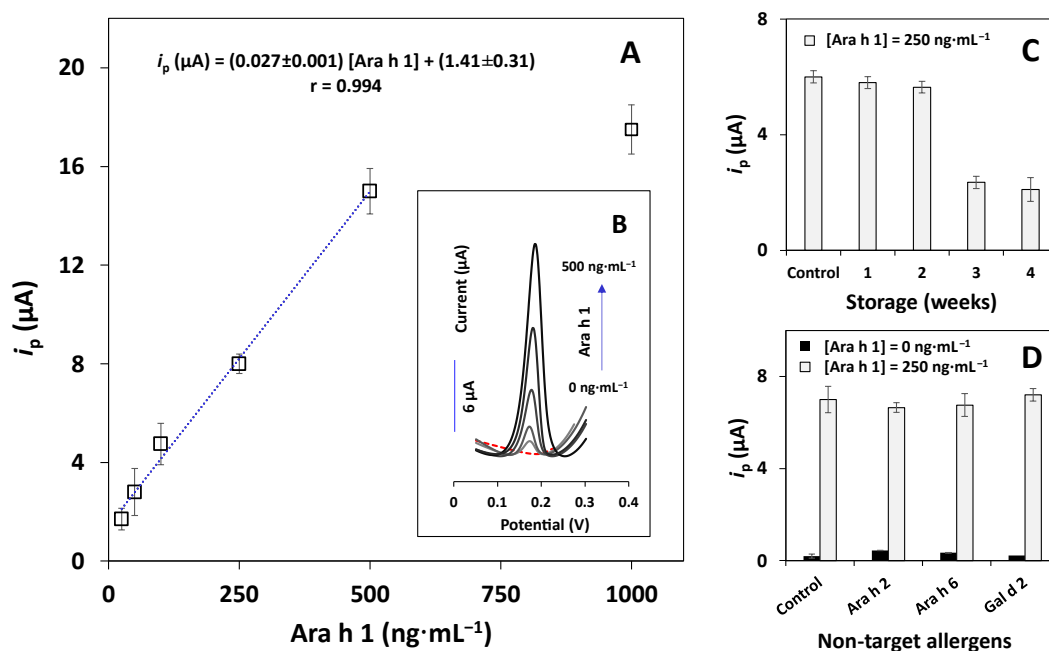 A
i_p (µA) = (0.027±0.001) [Ara h 1] + (1.41±0.31)
r = 0.994
20
16
12
8
4
0
i_p (µA)
0 250 500 750 1000
Ara h 1 (ng·mL⁻¹)
B
Current (µA)
6 µA
500 ng·mL⁻¹
Ara h 1
0 ng·mL⁻¹
0 0.1 0.2 0.3 0.4
Potential (V)
C
[Ara h 1] = 250 ng·mL⁻¹
8
4
0
i_p (µA)
Control 1 2 3 4
Storage (weeks)
D
[Ara h 1] = 0 ng·mL⁻¹
[Ara h 1] = 250 ng·mL⁻¹
8
4
0
i_p (µA)
Control Ara h 2 Ara h 6 Gal d 2
Non-target allergens